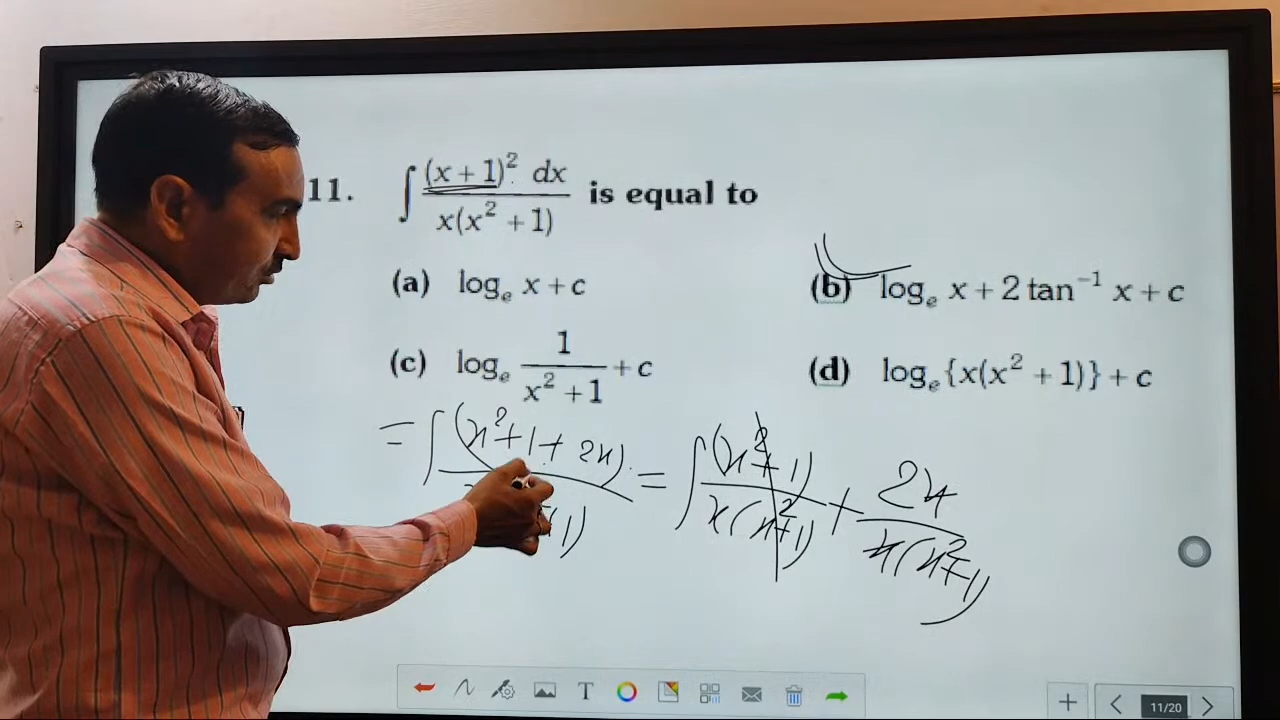 11. ∫ (x + 1)² dx / x(x² + 1) is equal to
(a) logₑ x + c
(b) logₑ x + 2 tan⁻¹ x + c
(c) logₑ 1 / x² + 1 + c
(d) logₑ {x(x² + 1)} + c
= ∫ (x² + 1 + 2x) / 1) = ∫ (x² + 1) / x(x² + 1) + 2x / x(x² + 1)
T
11/20